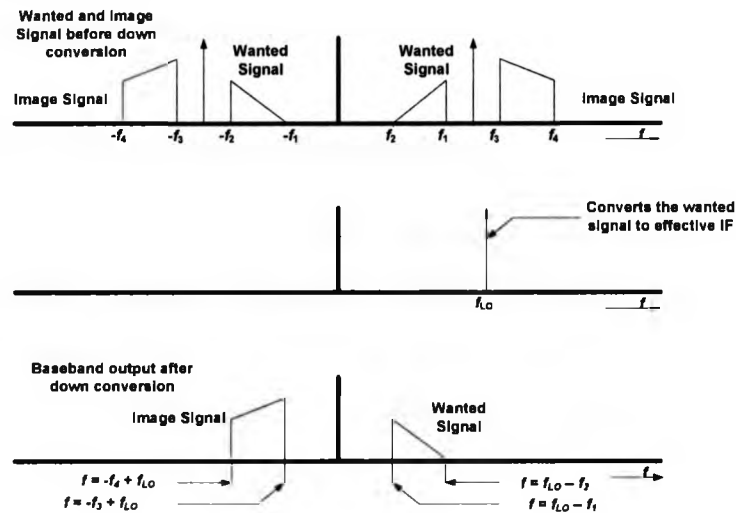 Wanted and Image
Signal before down
conversion
Wanted
Signal
Wanted
Signal
Image Signal
Image Signal
-f4
-f3
-f2
-f1
f2
f1
f3
f4
f
Converts the wanted
signal to effective IF
fLO
f
Baseband output after
down conversion
Image Signal
Wanted
Signal
f
f = -f4 + fLO
f = fLO – f2
f = -f3 + fLO
f = fLO – f1